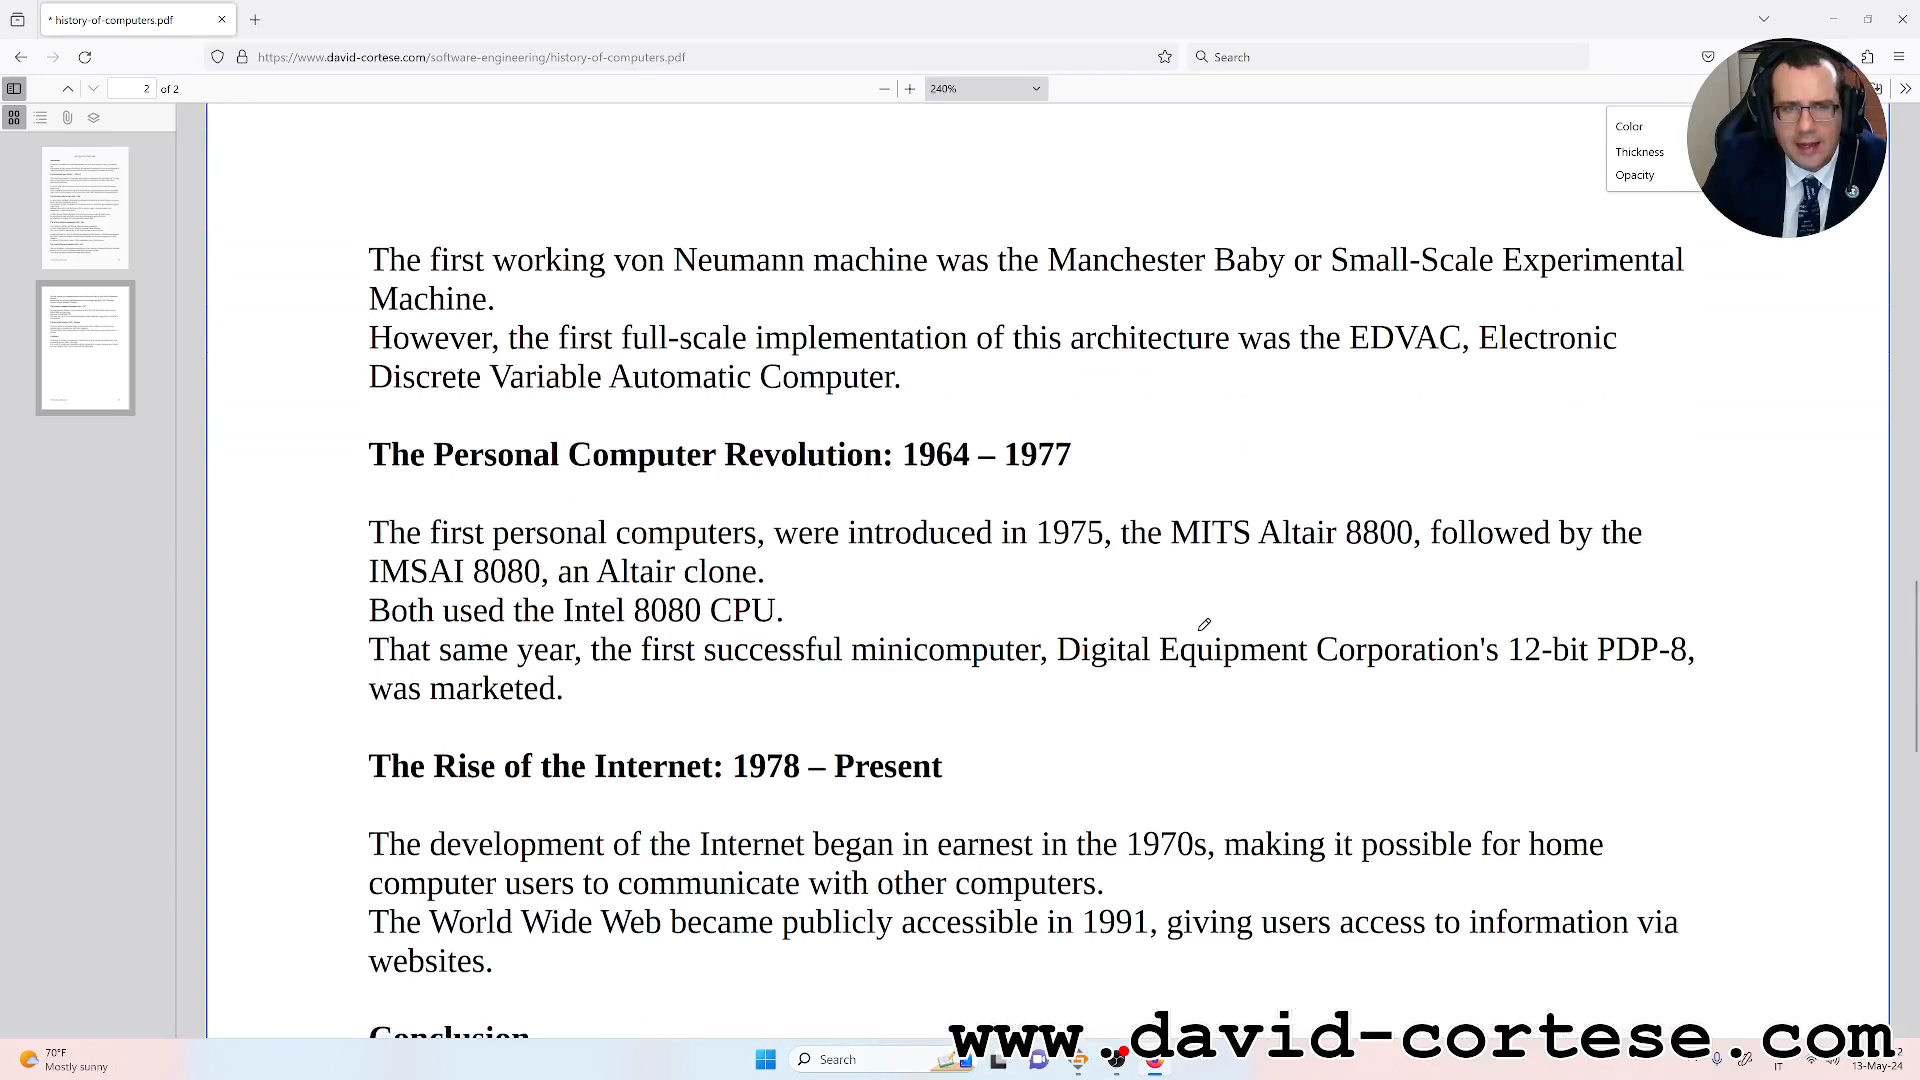 * history-of-computers.pdf
https://www.david-cortese.com/software-engineering/history-of-computers.pdf
Search
2 of 2
240%
Color
Thickness
Opacity
The first working von Neumann machine was the Manchester Baby or Small-Scale Experimental
Machine.
However, the first full-scale implementation of this architecture was the EDVAC, Electronic
Discrete Variable Automatic Computer.
The Personal Computer Revolution: 1964 – 1977
The first personal computers, were introduced in 1975, the MITS Altair 8800, followed by the
IMSAI 8080, an Altair clone.
Both used the Intel 8080 CPU.
That same year, the first successful minicomputer, Digital Equipment Corporation's 12-bit PDP-8,
was marketed.
The Rise of the Internet: 1978 – Present
The development of the Internet began in earnest in the 1970s, making it possible for home
computer users to communicate with other computers.
The World Wide Web became publicly accessible in 1991, giving users access to information via
websites.
Conclusion
www.david-cortese.com
70°F
Mostly sunny
Search
IT
13-May-24